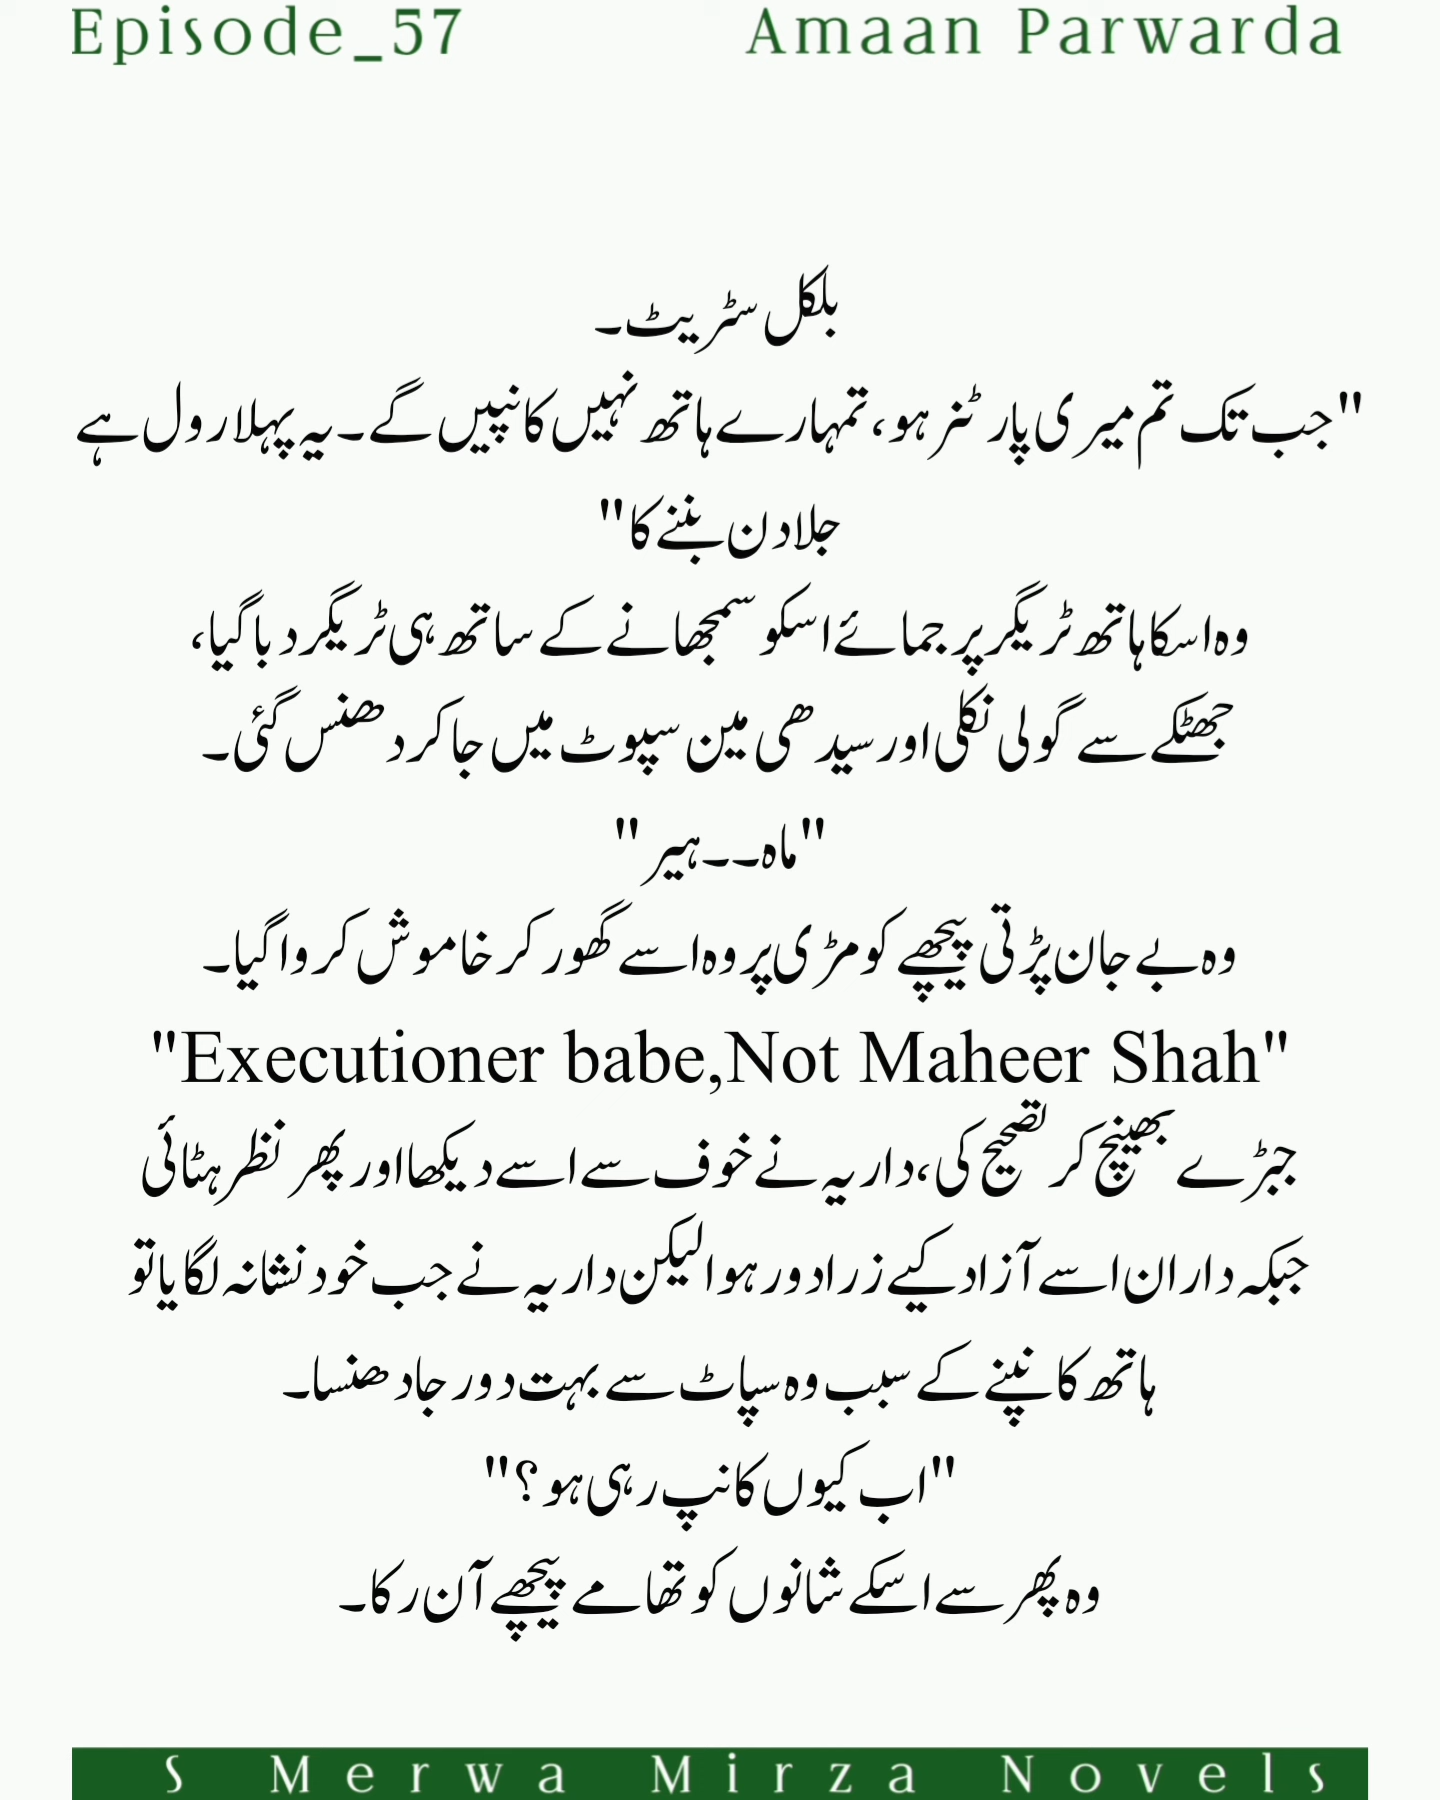 Episode_57 Amaan Parwarda
بلکل سٹریٹ۔
"جب تک تم میری پارٹنر ہو، تمہارے ہاتھ نہیں کانپیں گے۔ یہ پہلا رول ہے
جلادن بننے کا"
وہ اسکا ہاتھ ٹریگر پر جمائے اسکو سمجھانے کے ساتھ ہی ٹریگر دبا گیا،
جھٹکے سے گولی نکلی اور سیدھی مین سپوٹ میں جا کر دھنس گئی۔
"ماہ۔۔ہیر"
وہ بے جان پڑتی پیچھے کو مڑی پر وہ اسے گھور کر خاموش کروا گیا۔
"Executioner babe,Not Maheer Shah"
جبڑے بھینچ کر تصحیح کی، داریہ نے خوف سے اسے دیکھا اور پھر نظر ہٹائی
جبکہ داران اسے آزاد کیے زرا دور ہوا لیکن داریہ نے جب خود نشانہ لگایا تو
ہاتھ کانپنے کے سبب وہ سپاٹ سے بہت دور جا دھنسا۔
"اب کیوں کانپ رہی ہو؟"
وہ پھر سے اسکے شانوں کو تھامے پیچھے آن رکا۔
S Merwa Mirza Novels